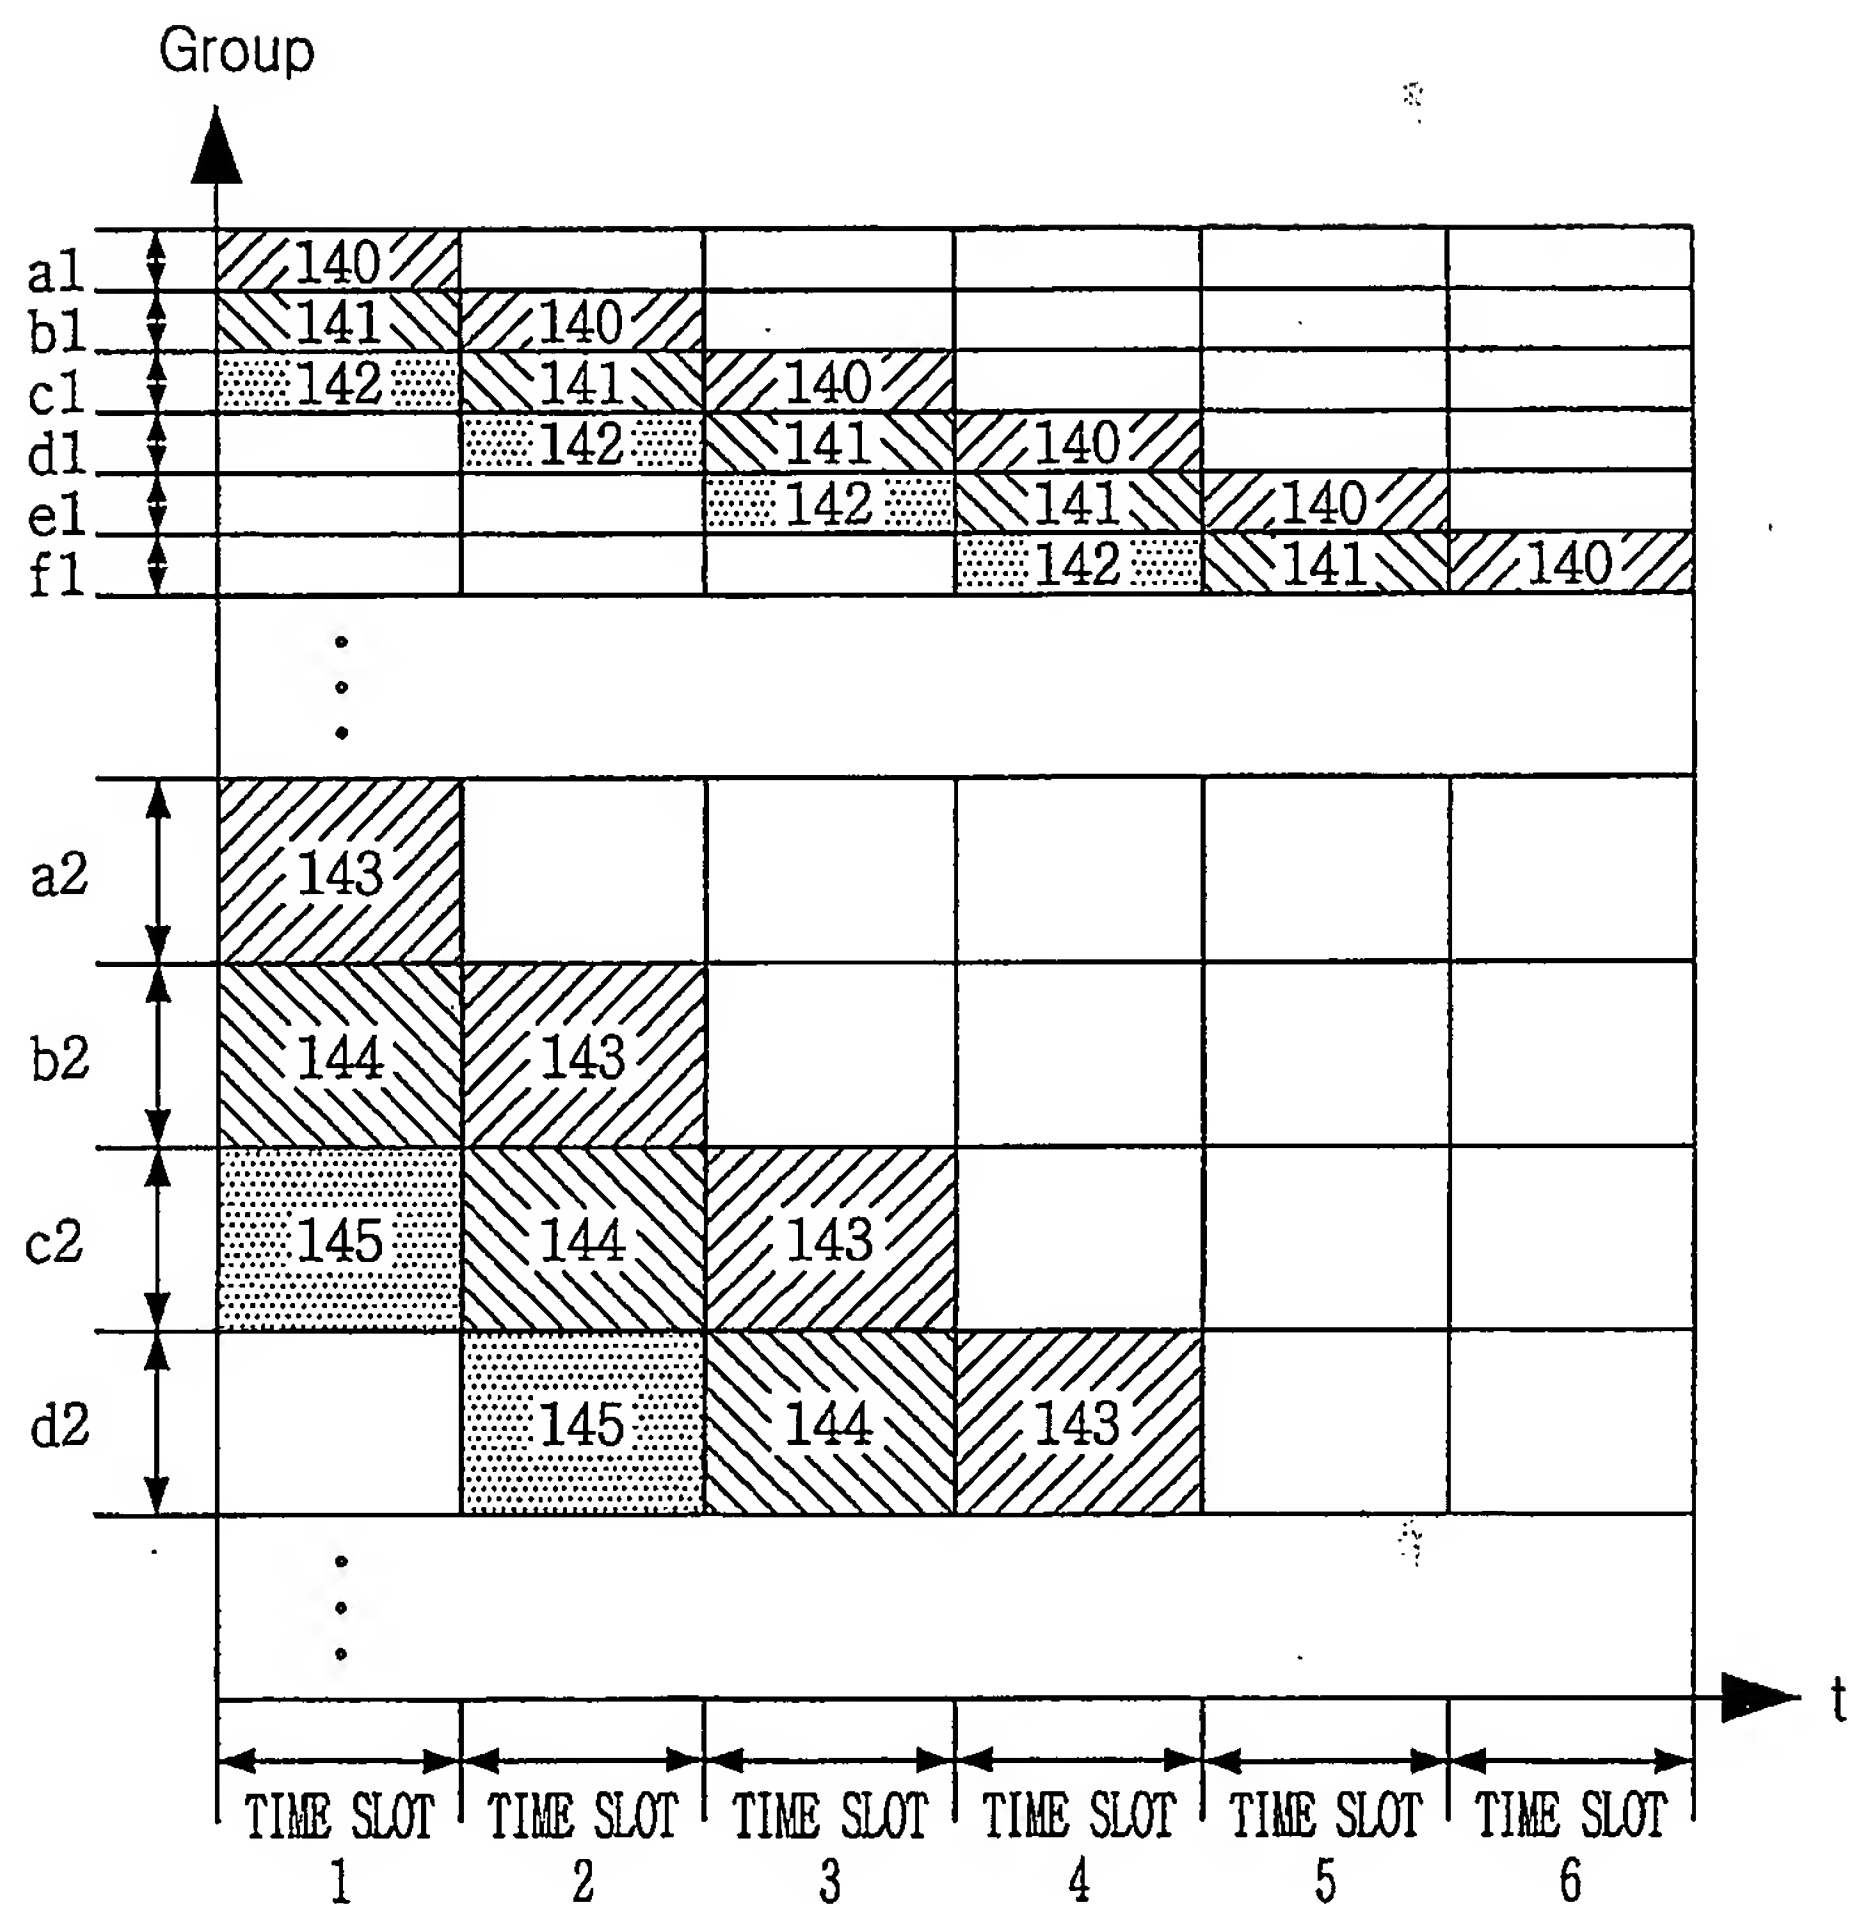 Group
a1 140
b1 141 140
c1 142 141 140
d1 142 141 140
e1 142 141 140
f1 142 141 140
a2 143
b2 144 143
c2 145 144 143
d2 145 144 143
t
TIME SLOT TIME SLOT TIME SLOT TIME SLOT TIME SLOT TIME SLOT
1 2 3 4 5 6